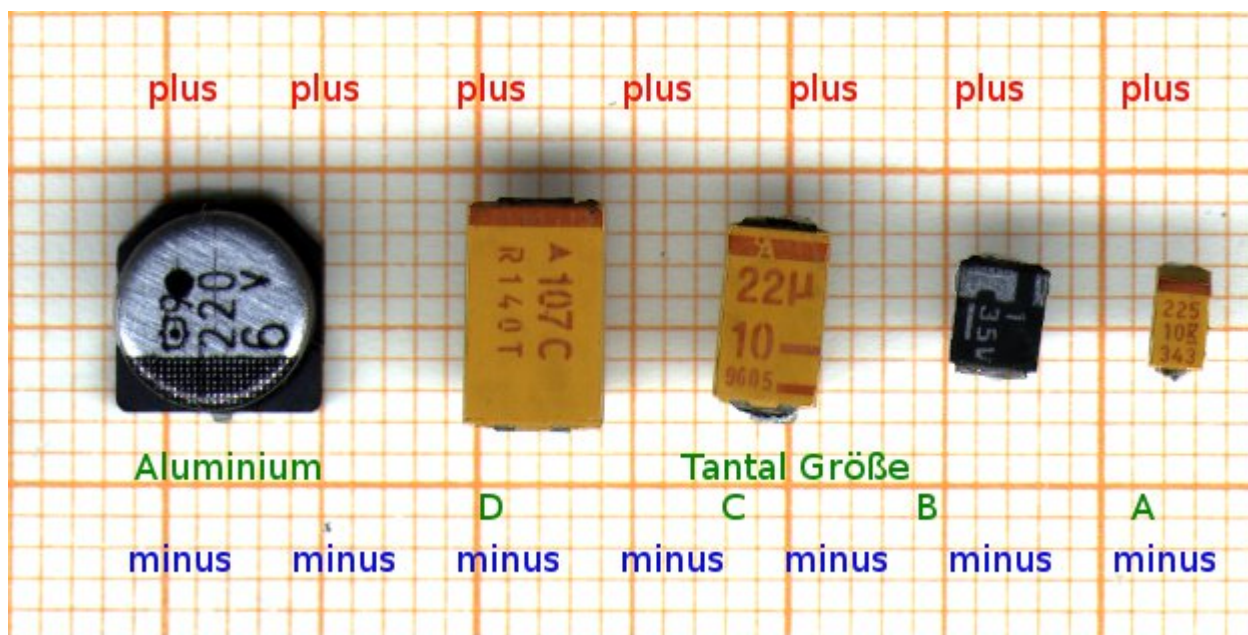 plus plus plus plus plus plus plus
220
6 V
107C
R140T
22µ
10
9605
1
35V
225
10
343
Aluminium Tantal Größe
D C B A
minus minus minus minus minus minus minus